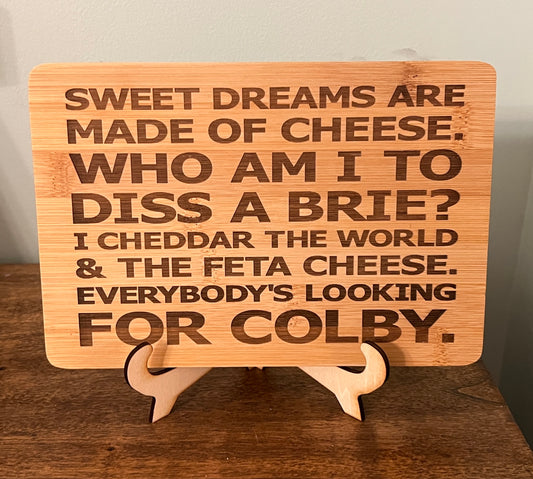 SWEET DREAMS ARE
MADE OF CHEESE.
WHO AM I TO
DISS A BRIE?
I CHEDDAR THE WORLD
& THE FETA CHEESE.
EVERYBODY'S LOOKING
FOR COLBY.